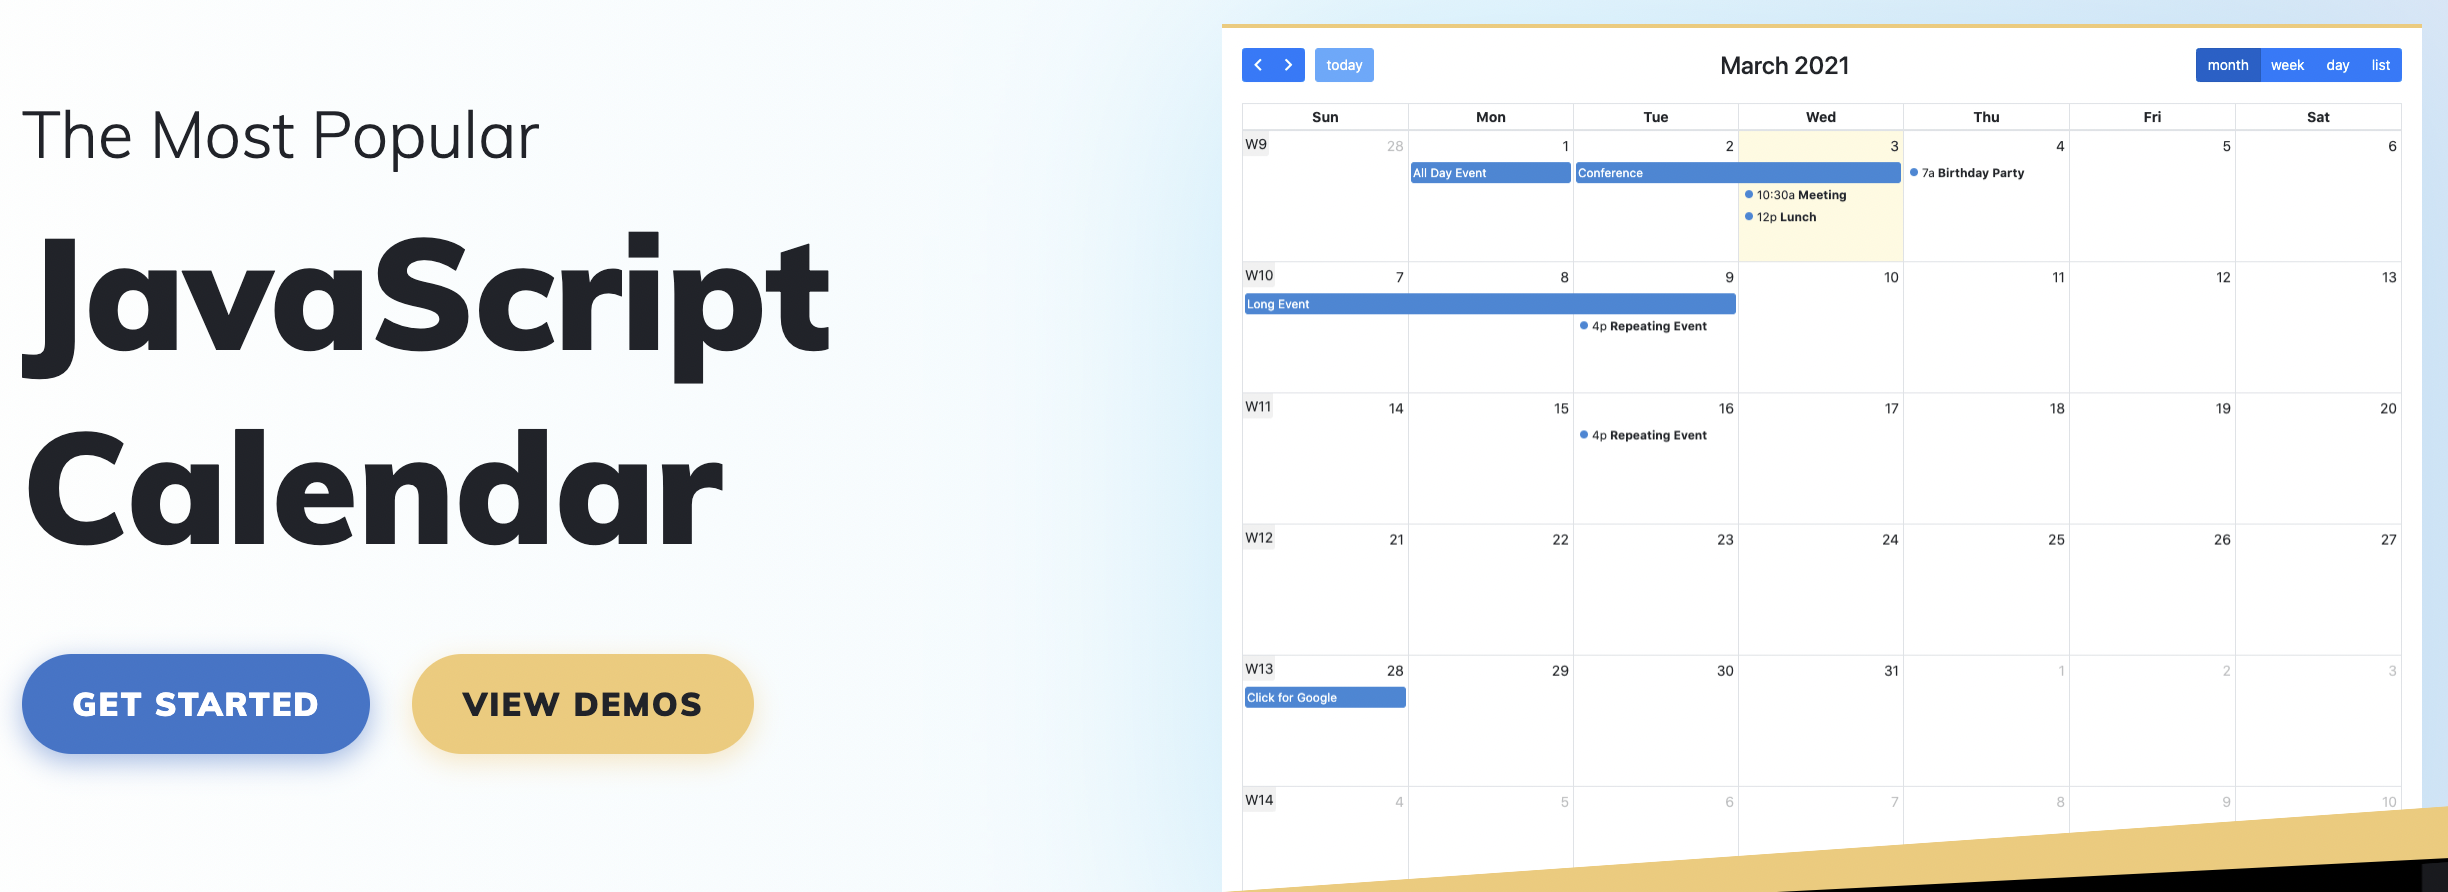 The Most Popular
JavaScript
Calendar
GET STARTED
VIEW DEMOS
today
March 2021
month week day list
Sun Mon Tue Wed Thu Fri Sat
W9 28 1 2 3 4 5 6
All Day Event Conference 7a Birthday Party
10:30a Meeting
12p Lunch
W10 7 8 9 10 11 12 13
Long Event
4p Repeating Event
W11 14 15 16 17 18 19 20
4p Repeating Event
W12 21 22 23 24 25 26 27
W13 28 29 30 31 1 2 3
Click for Google
W14 4 5 6 7 8 9 10